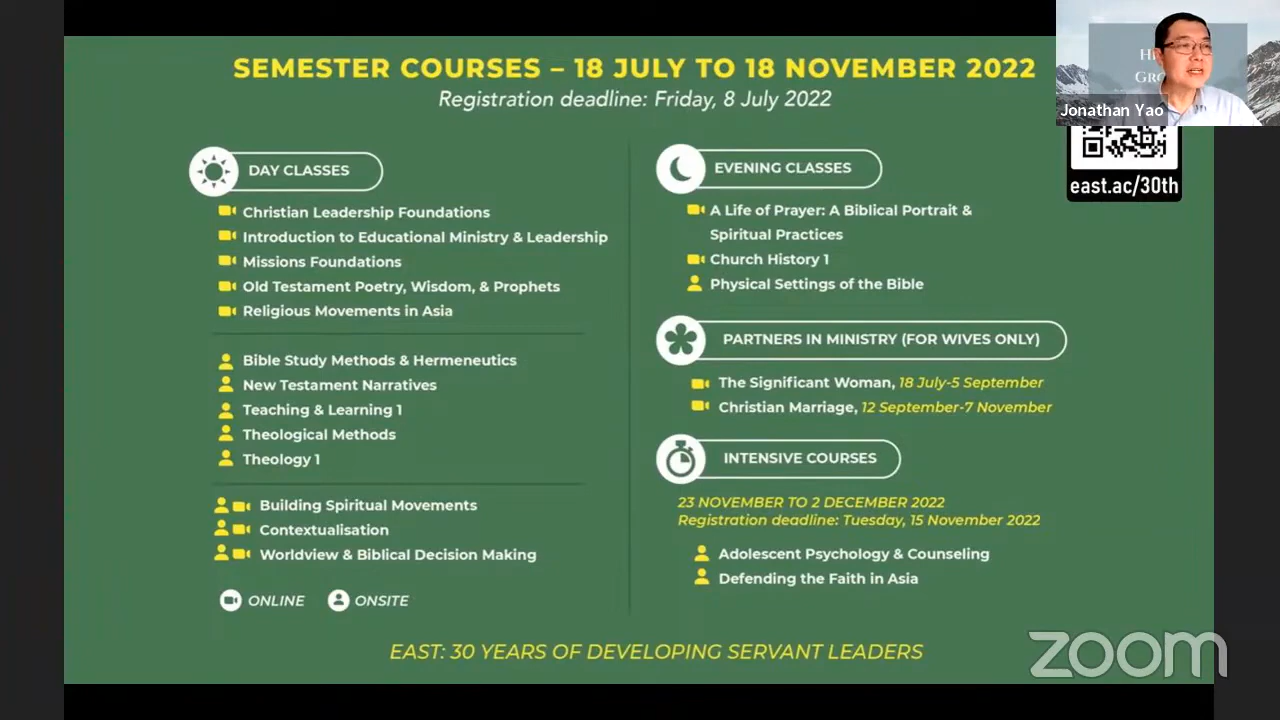 SEMESTER COURSES – 18 JULY TO 18 NOVEMBER 2022
Registration deadline: Friday, 8 July 2022
Jonathan Yao
east.ac/30th
DAY CLASSES
Christian Leadership Foundations
Introduction to Educational Ministry & Leadership
Missions Foundations
Old Testament Poetry, Wisdom, & Prophets
Religious Movements in Asia
Bible Study Methods & Hermeneutics
New Testament Narratives
Teaching & Learning 1
Theological Methods
Theology 1
Building Spiritual Movements
Contextualisation
Worldview & Biblical Decision Making
ONLINE ONSITE
EVENING CLASSES
A Life of Prayer: A Biblical Portrait &
Spiritual Practices
Church History 1
Physical Settings of the Bible
PARTNERS IN MINISTRY (FOR WIVES ONLY)
The Significant Woman, 18 July-5 September
Christian Marriage, 12 September-7 November
INTENSIVE COURSES
23 NOVEMBER TO 2 DECEMBER 2022
Registration deadline: Tuesday, 15 November 2022
Adolescent Psychology & Counseling
Defending the Faith in Asia
EAST: 30 YEARS OF DEVELOPING SERVANT LEADERS
zoom